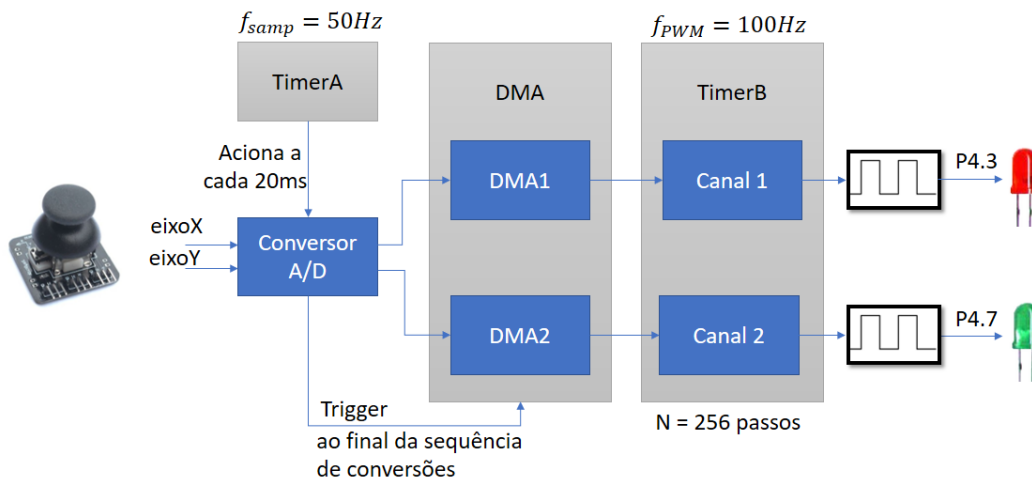 f_samp = 50Hz
f_PWM = 100Hz
TimerA
DMA
TimerB
Aciona a
cada 20ms
eixoX
eixoY
Conversor
A/D
DMA1
Canal 1
P4.3
DMA2
Canal 2
P4.7
Trigger
ao final da sequência
de conversões
N = 256 passos